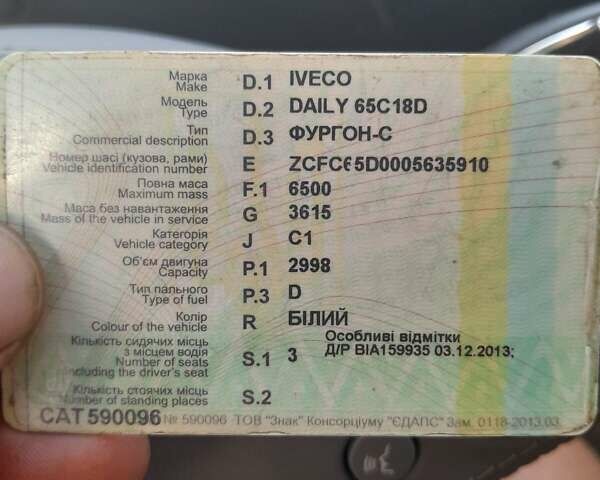 Марка
Make D.1 IVECO
Модель
Type D.2 DAILY 65C18D
Тип
Commercial description D.3 ФУРГОН-С
Номер шасі (кузова, рами)
Vehicle identification number E ZCFC65D0005635910
Повна маса
Maximum mass F.1 6500
Маса без навантаження
Mass of the vehicle in service G 3615
Категорія
Vehicle category J C1
Об'єм двигуна
Capacity P.1 2998
Тип пального
Type of fuel P.3 D
Колір
Colour of the vehicle R БІЛИЙ
Кількість сидячих місць
з місцем водія
Number of seats
including the driver's seat S.1 3
Особливі відмітки
Д/Р ВІА159935 03.12.2013;
Кількість стоячих місць
Number of standing places S.2
САТ590096 № 590096 ТОВ "Знак" Консорціуму "ЄДАПС" Зам. 0118-2013.03.